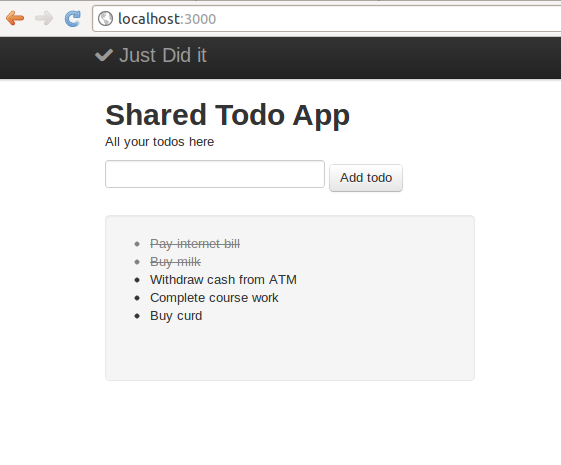 localhost:3000
Just Did it
Shared Todo App
All your todos here
Add todo
Pay internet bill
Buy milk
Withdraw cash from ATM
Complete course work
Buy curd